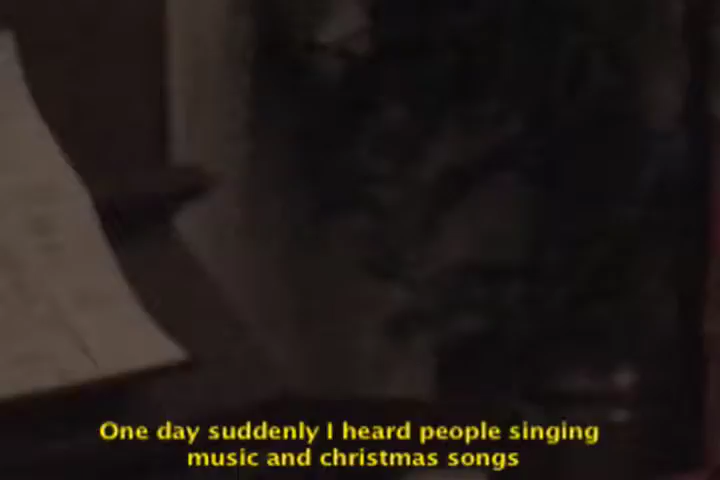 One day suddenly I heard people singing
music and christmas songs